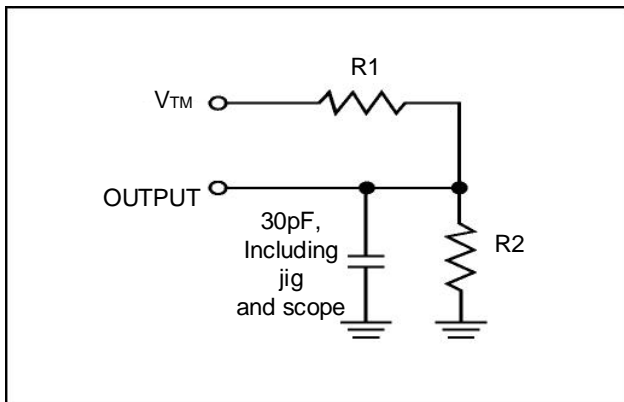 R1
VTM
OUTPUT
30pF,
Including
jig
and scope
R2